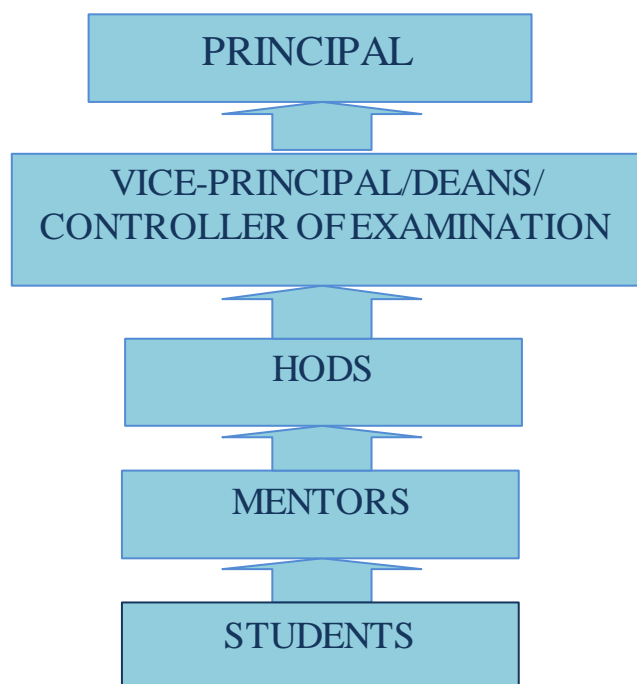 PRINCIPAL
VICE-PRINCIPAL/DEANS/
CONTROLLER OF EXAMINATION
HODS
MENTORS
STUDENTS